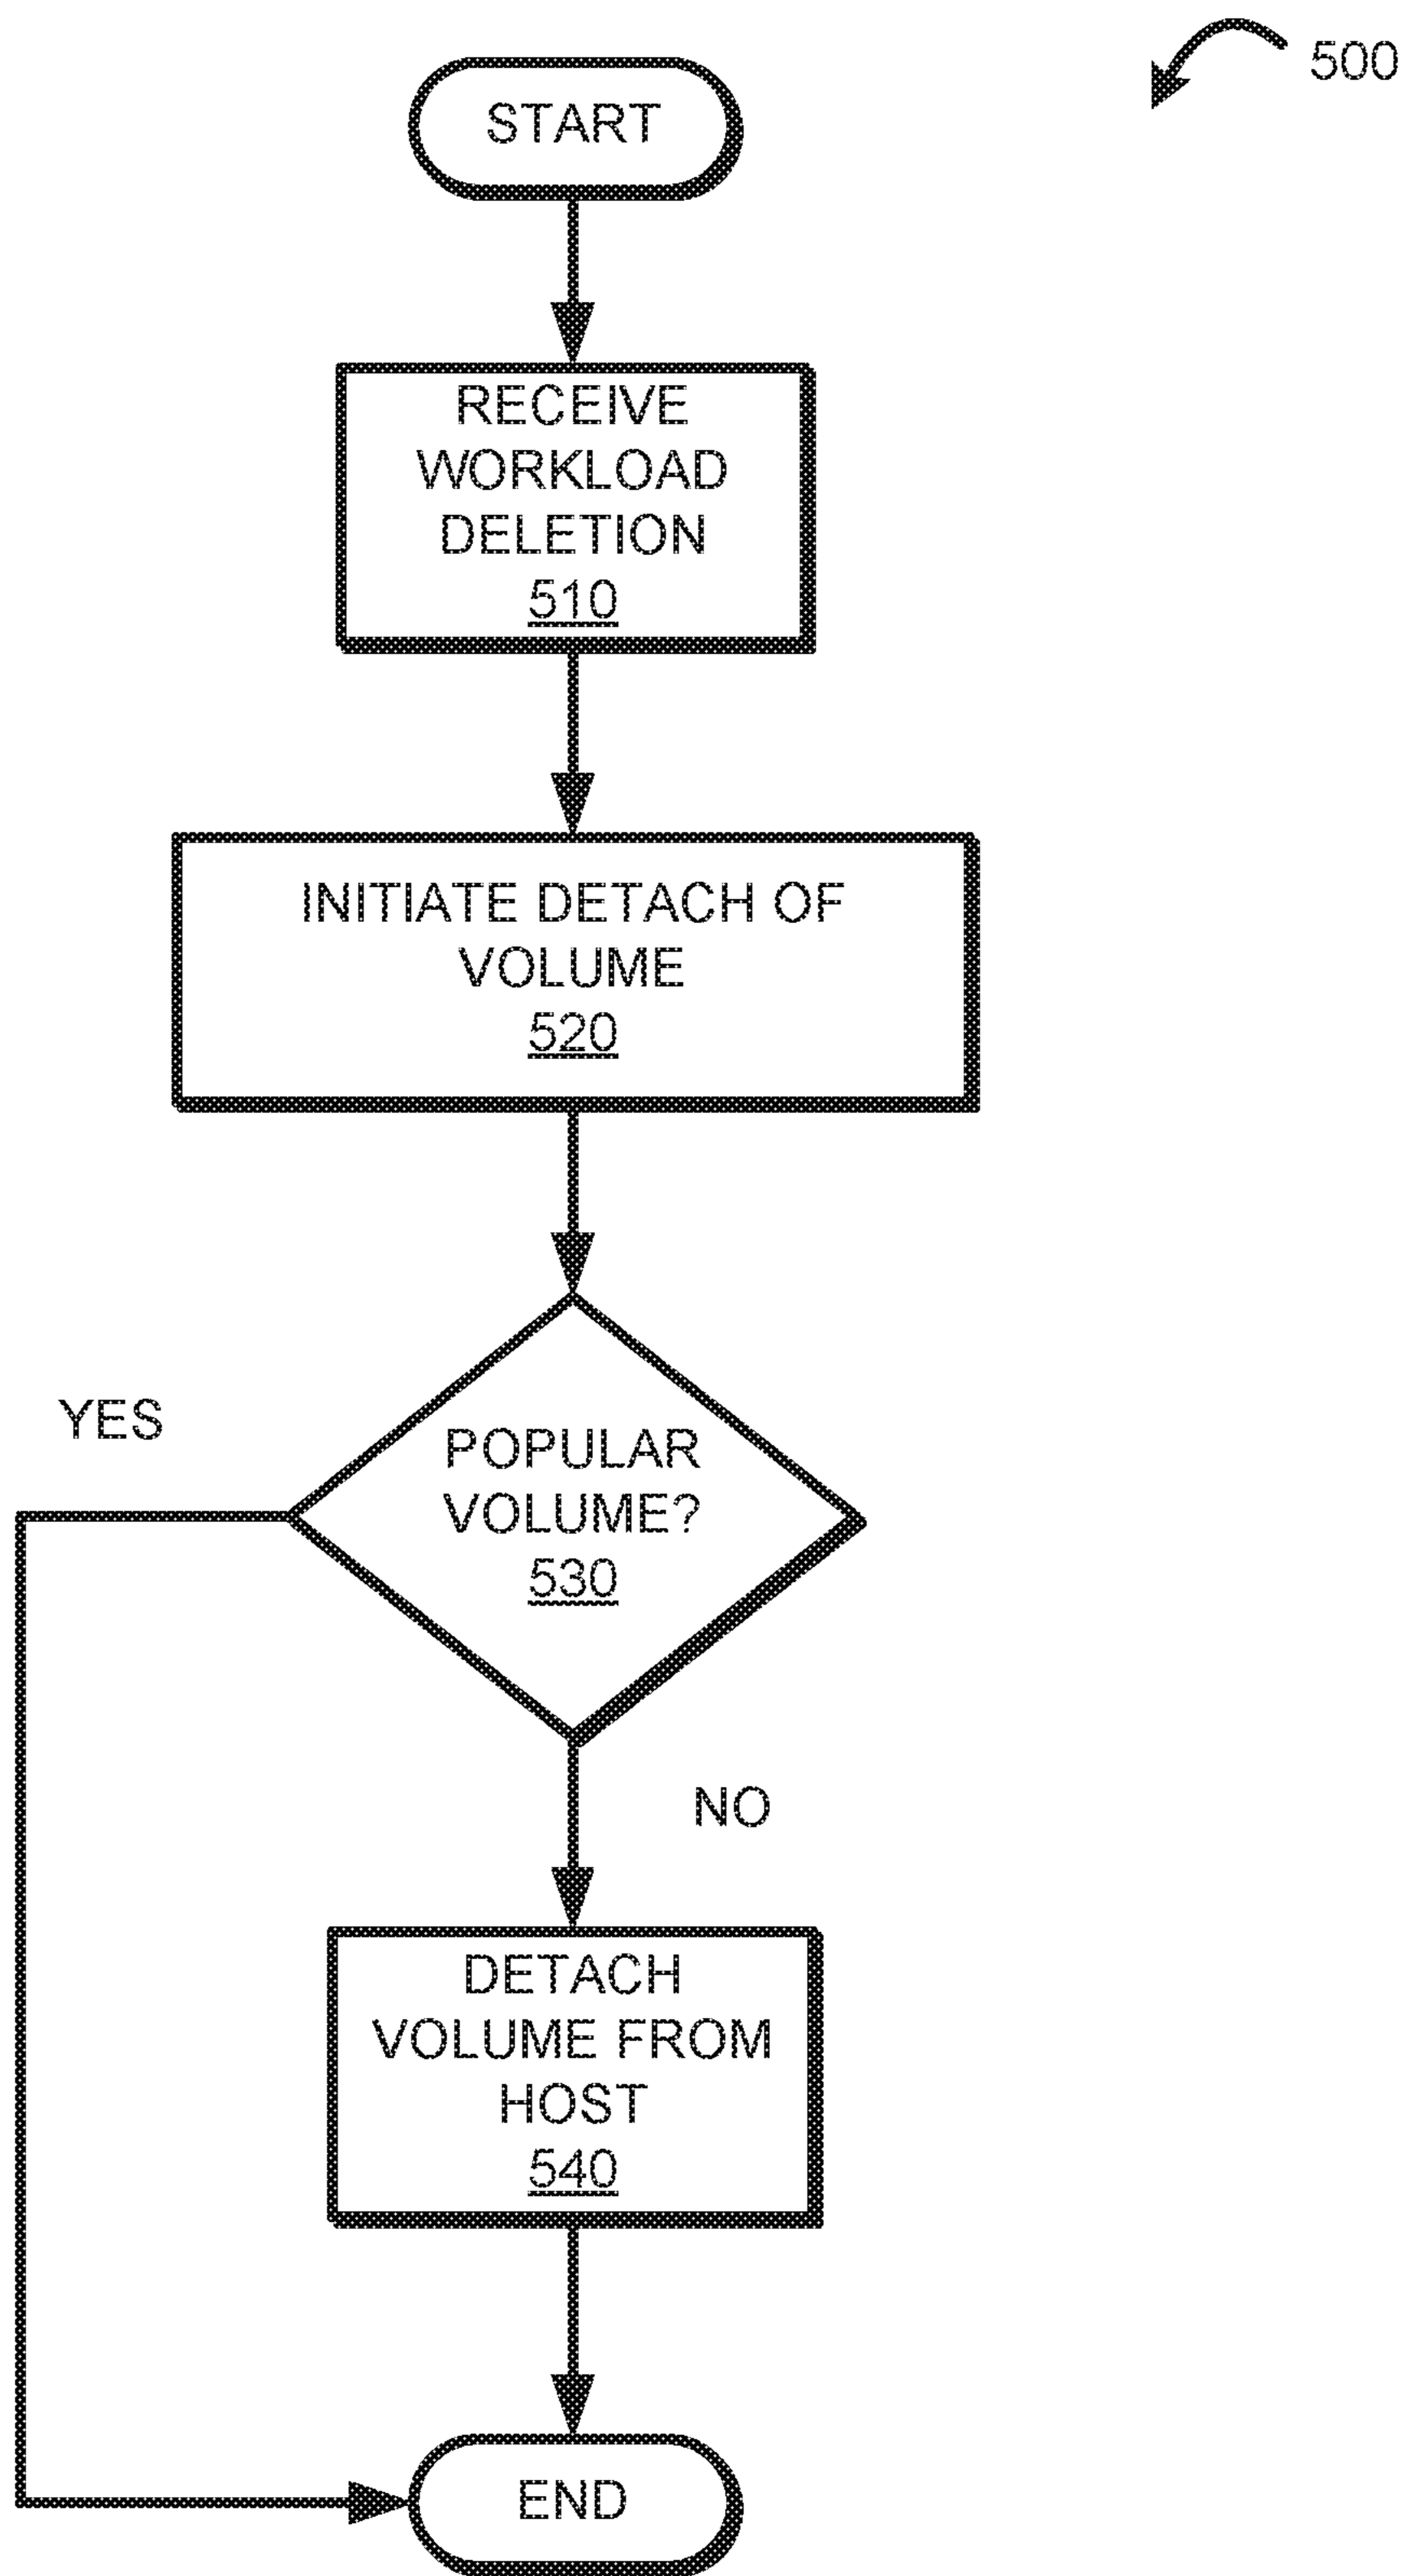 500
START
RECEIVE
WORKLOAD
DELETION
510
INITIATE DETACH OF
VOLUME
520
YES
POPULAR
VOLUME?
530
NO
DETACH
VOLUME FROM
HOST
540
END